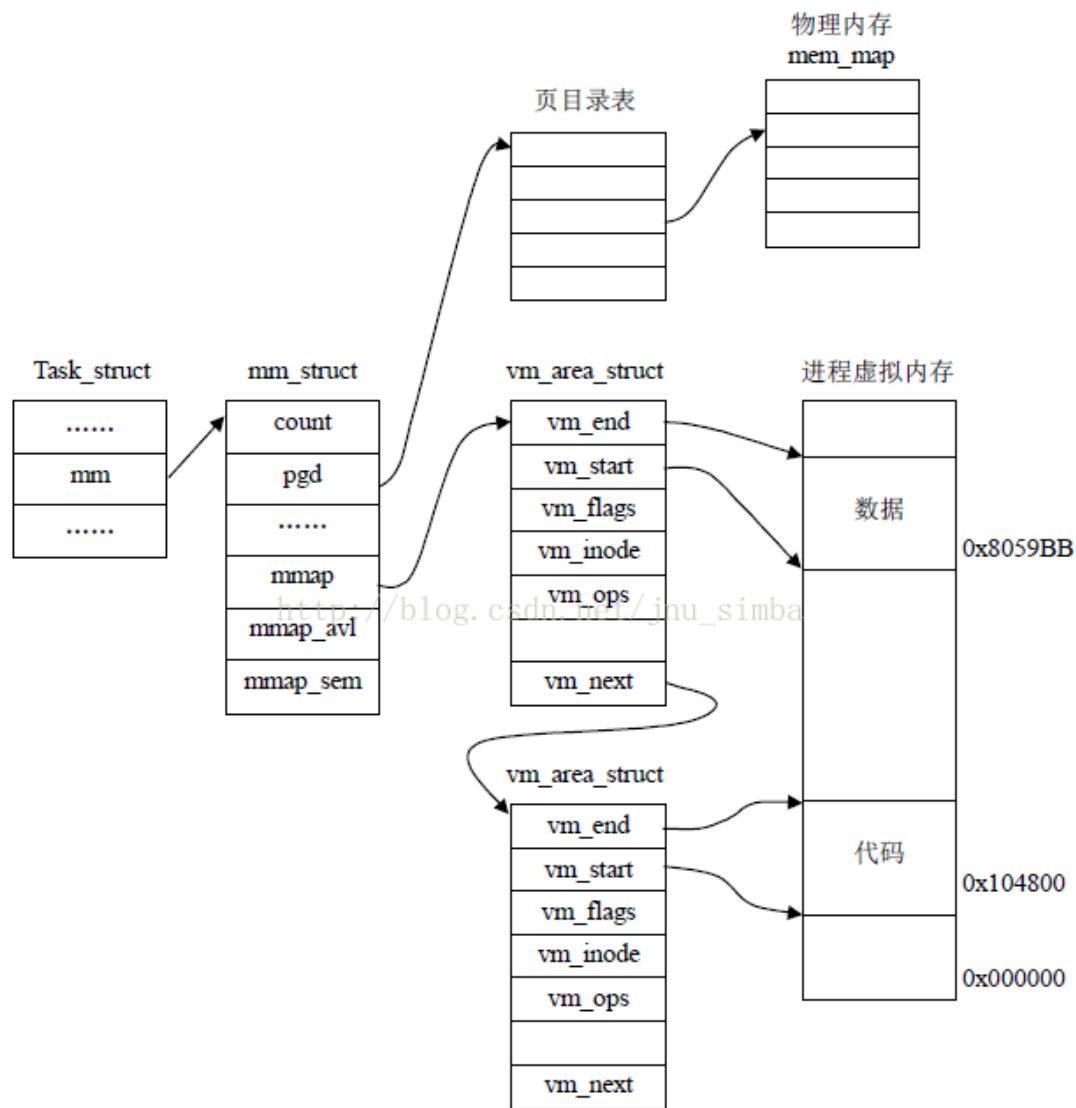 物理内存
mem_map
页目录表
Task_struct
……
mm
……
mm_struct
count
pgd
……
mmap
mmap_avl
mmap_sem
vm_area_struct
vm_end
vm_start
vm_flags
vm_inode
vm_ops
vm_next
进程虚拟内存
数据
0x8059BB
代码
0x104800
0x000000
http://blog.csdn.net/jnu_simba
vm_area_struct
vm_end
vm_start
vm_flags
vm_inode
vm_ops
vm_next